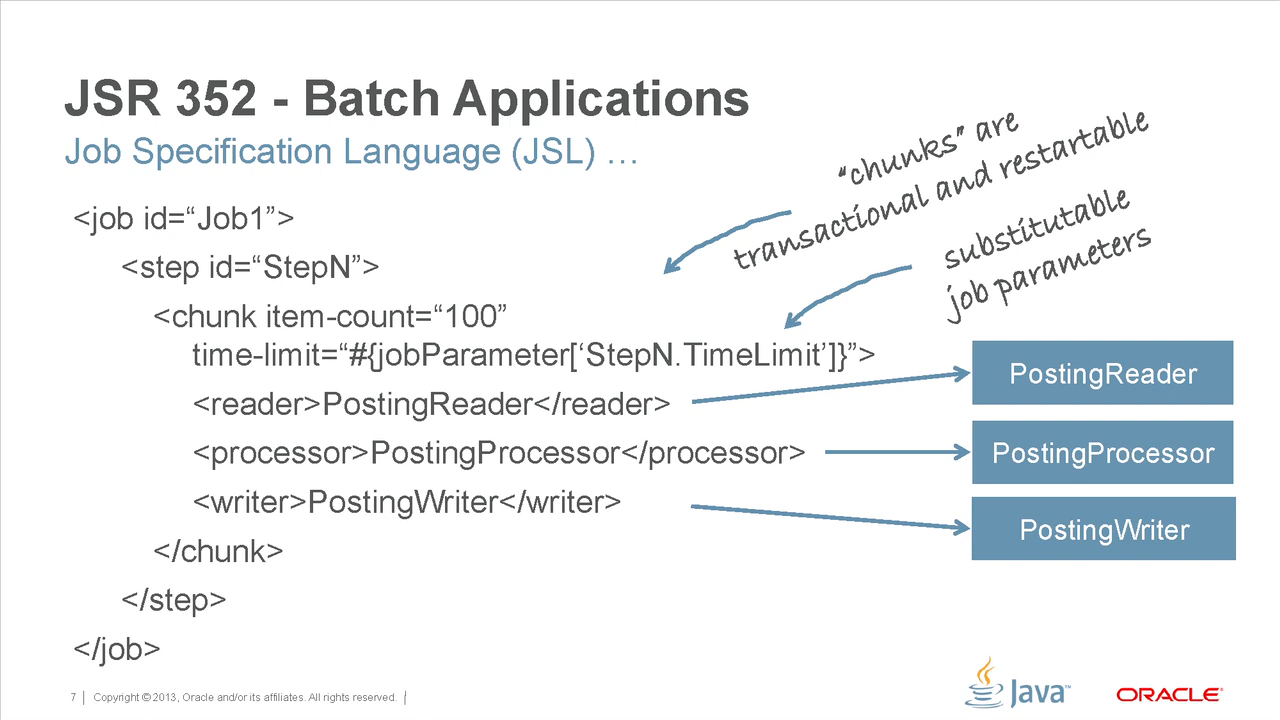 JSR 352 - Batch Applications
Job Specification Language (JSL) …
“chunks” are
transactional and restartable
substitutable
job parameters
<job id=“Job1”>
<step id=“StepN”>
<chunk item-count=“100”
time-limit=“#{jobParameter[‘StepN.TimeLimit’]}”>
<reader>PostingReader</reader>
<processor>PostingProcessor</processor>
<writer>PostingWriter</writer>
</chunk>
</step>
</job>
PostingReader
PostingProcessor
PostingWriter
7 | Copyright © 2013, Oracle and/or its affiliates. All rights reserved. |
Java™
ORACLE®